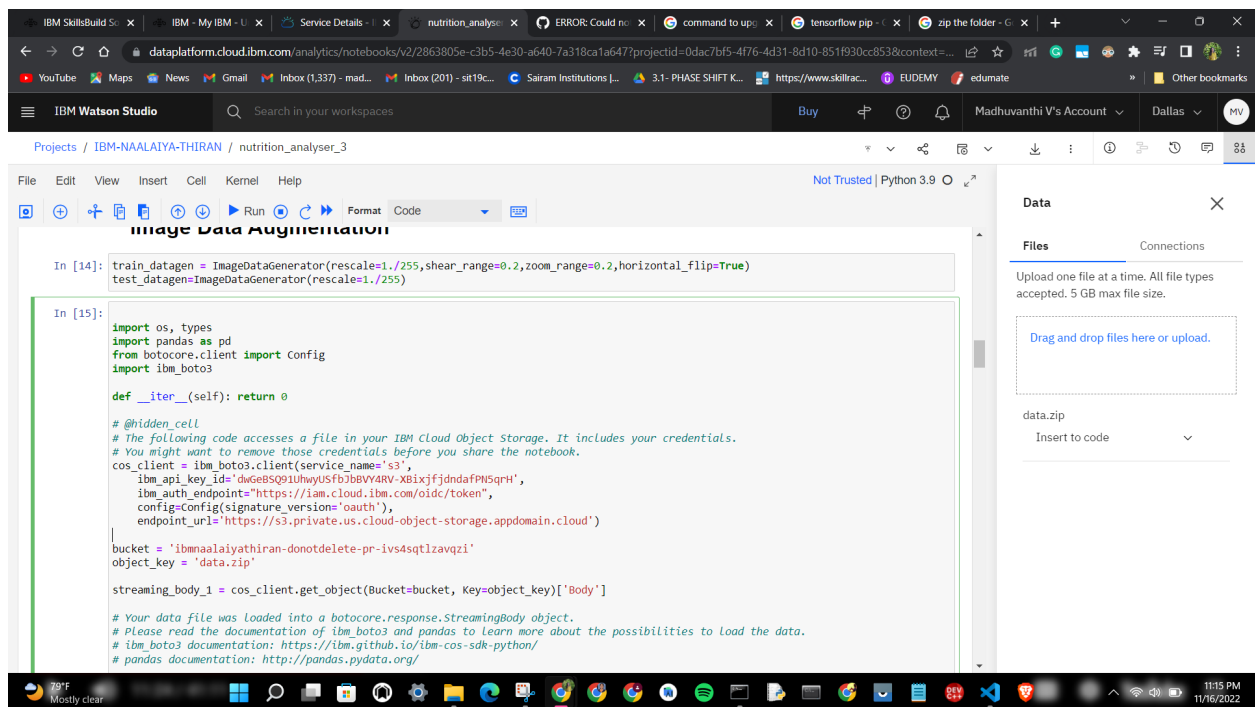 IBM SkillsBuild So
IBM - My IBM - U
Service Details - I
nutrition_analyse
ERROR: Could no
command to upg
tensorflow pip - G
zip the folder - G
dataplatform.cloud.ibm.com/analytics/notebooks/v2/2863805e-c3b5-4e30-a640-7a318ca1a647?projectid=0dac7bf5-4f76-4d31-8d10-851f930cc853&context=...
YouTube Maps News Gmail Inbox (1,337) - mad... Inbox (201) - sit19c... Sairam Institutions |... 3.1- PHASE SHIFT K... https://www.skillrac... EUDEMY edumate » Other bookmarks
IBM Watson Studio Search in your workspaces Buy Madhuvanthi V's Account Dallas MV
Projects / IBM-NAALAIYA-THIRAN / nutrition_analyser_3
File Edit View Insert Cell Kernel Help Not Trusted | Python 3.9
Run Format Code
Image Data Augmentation
In [14]: train_datagen = ImageDataGenerator(rescale=1./255,shear_range=0.2,zoom_range=0.2,horizontal_flip=True)
test_datagen=ImageDataGenerator(rescale=1./255)
In [15]:
import os, types
import pandas as pd
from botocore.client import Config
import ibm_boto3
def __iter__(self): return 0
# @hidden_cell
# The following code accesses a file in your IBM Cloud Object Storage. It includes your credentials.
# You might want to remove those credentials before you share the notebook.
cos_client = ibm_boto3.client(service_name='s3',
ibm_api_key_id='dwGeBSQ91UhwyUSfbJbBVY4RV-XBixjfjdndafPN5qrH',
ibm_auth_endpoint="https://iam.cloud.ibm.com/oidc/token",
config=Config(signature_version='oauth'),
endpoint_url='https://s3.private.us.cloud-object-storage.appdomain.cloud')
bucket = 'ibmnaalaiyathiran-donotdelete-pr-ivs4sqtlzavqzi'
object_key = 'data.zip'
streaming_body_1 = cos_client.get_object(Bucket=bucket, Key=object_key)['Body']
# Your data file was loaded into a botocore.response.StreamingBody object.
# Please read the documentation of ibm_boto3 and pandas to learn more about the possibilities to load the data.
# ibm_boto3 documentation: https://ibm.github.io/ibm-cos-sdk-python/
# pandas documentation: http://pandas.pydata.org/
Data
Files Connections
Upload one file at a time. All file types
accepted. 5 GB max file size.
Drag and drop files here or upload.
data.zip
Insert to code
79°F
Mostly clear
11:15 PM
11/16/2022